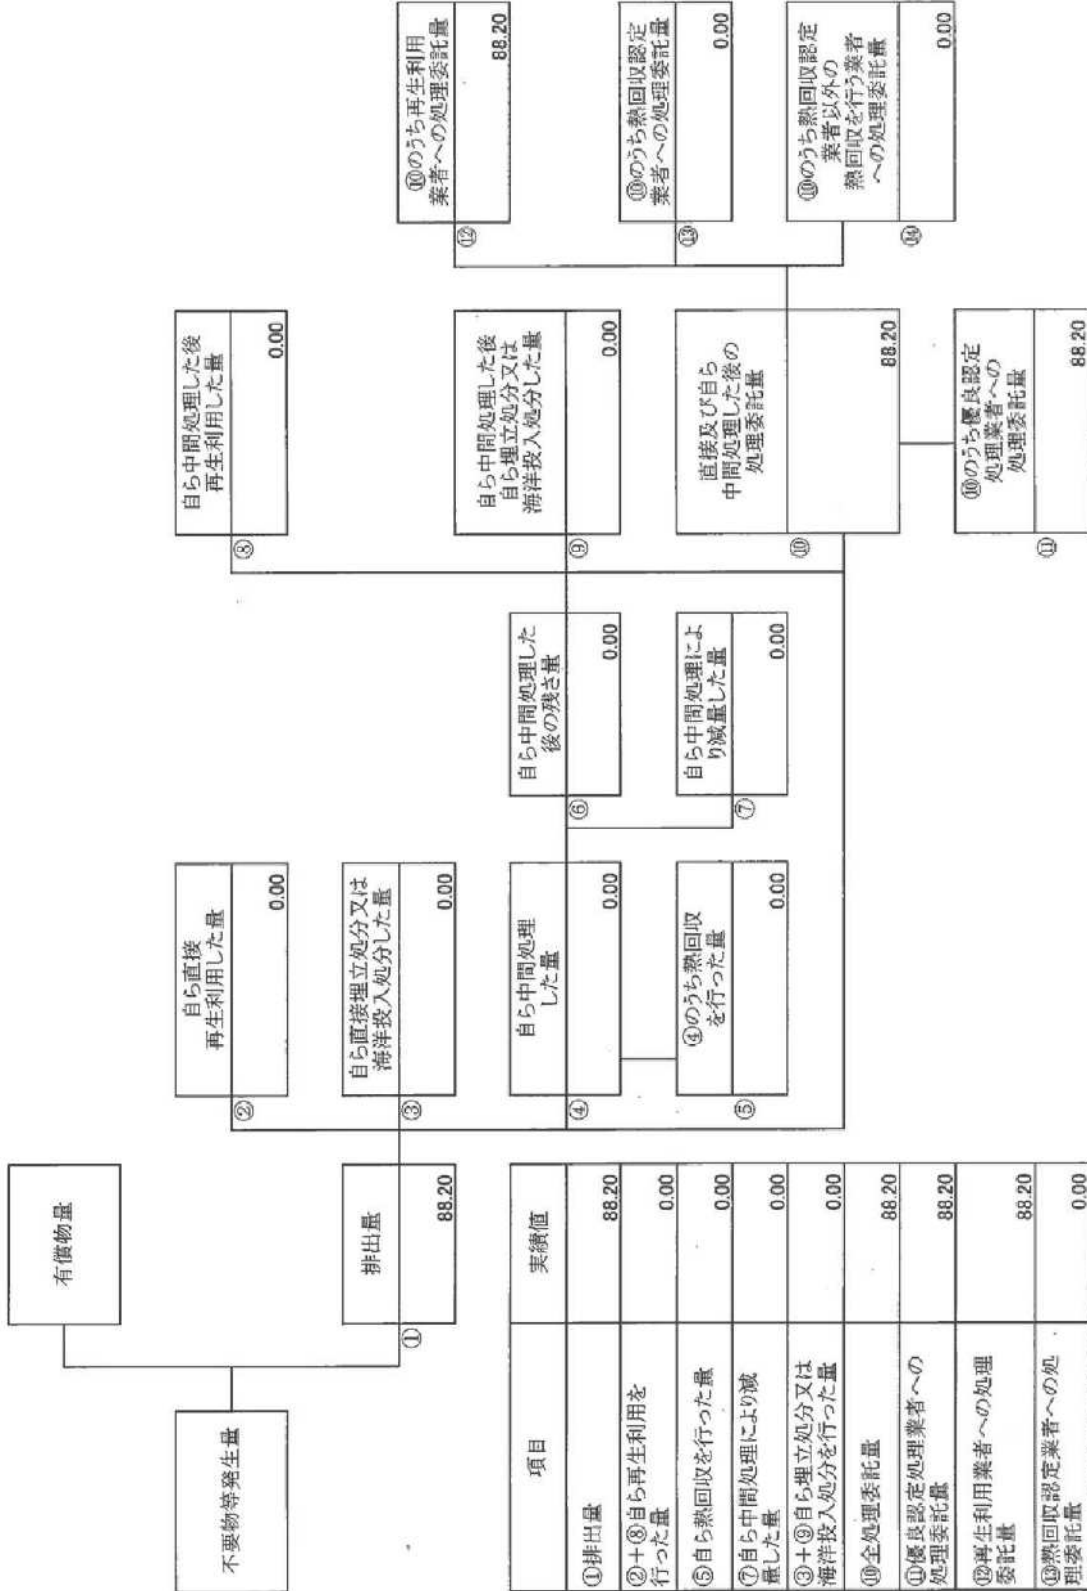 不要物等発生量
有償物量
排出量
①
88.20
自ら直接
再生利用した量
②
0.00
自ら直接埋立処分又は
海洋投入処分した量
③
0.00
自ら中間処理
した量
④
0.00
④のうち熱回収
を行った量
⑤
0.00
自ら中間処理した
後の残さ量
⑥
0.00
自ら中間処理によ
り減量した量
⑦
0.00
自ら中間処理した後
再生利用した量
⑧
0.00
自ら中間処理した後
自ら埋立処分又は
海洋投入処分した量
⑨
0.00
直接及び自ら
中間処理した後の
処理委託量
⑩
88.20
⑩のうち優良認定
処理業者への
処理委託量
⑪
88.20
⑩のうち再生利用
業者への処理委託量
⑫
88.20
⑩のうち熱回収認定
業者への処理委託量
⑬
0.00
⑩のうち熱回収認定
業者以外の
熱回収を行う業者
への処理委託量
⑭
0.00
項目
実績値
①排出量
88.20
②+⑧自ら再生利用を
行った量
0.00
⑤自ら熱回収を行った量
0.00
⑦自ら中間処理により減
量した量
0.00
③+⑨自ら埋立処分又は
海洋投入処分を行った量
0.00
⑩全処理委託量
88.20
⑪優良認定処理業者への
処理委託量
88.20
⑫再生利用業者への処理
委託量
88.20
⑬熱回収認定業者への処
理委託量
0.00